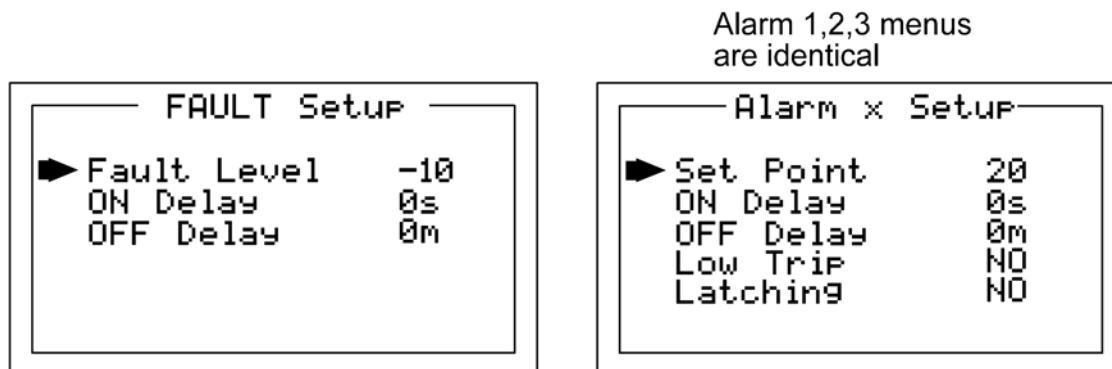 Alarm 1,2,3 menus
are identical
FAULT Setup
Fault Level -10
ON Delay 0s
OFF Delay 0m
Alarm x Setup
Set Point 20
ON Delay 0s
OFF Delay 0m
Low Trip NO
Latching NO